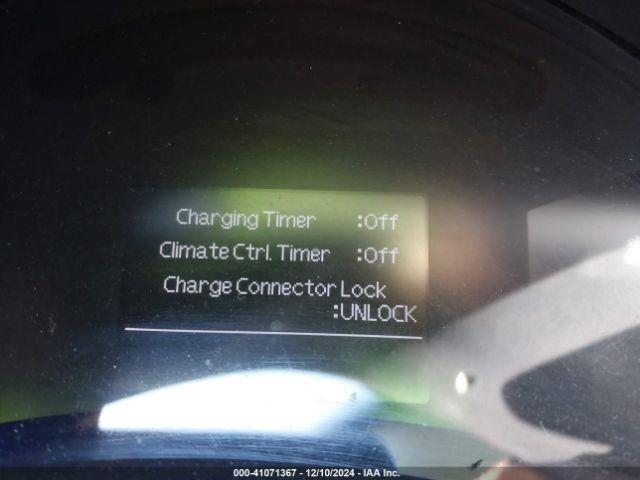 Charging Timer :Off
Climate Ctrl. Timer :Off
Charge Connector Lock
:UNLOCK
000-41071367 - 12/10/2024 - IAA Inc.